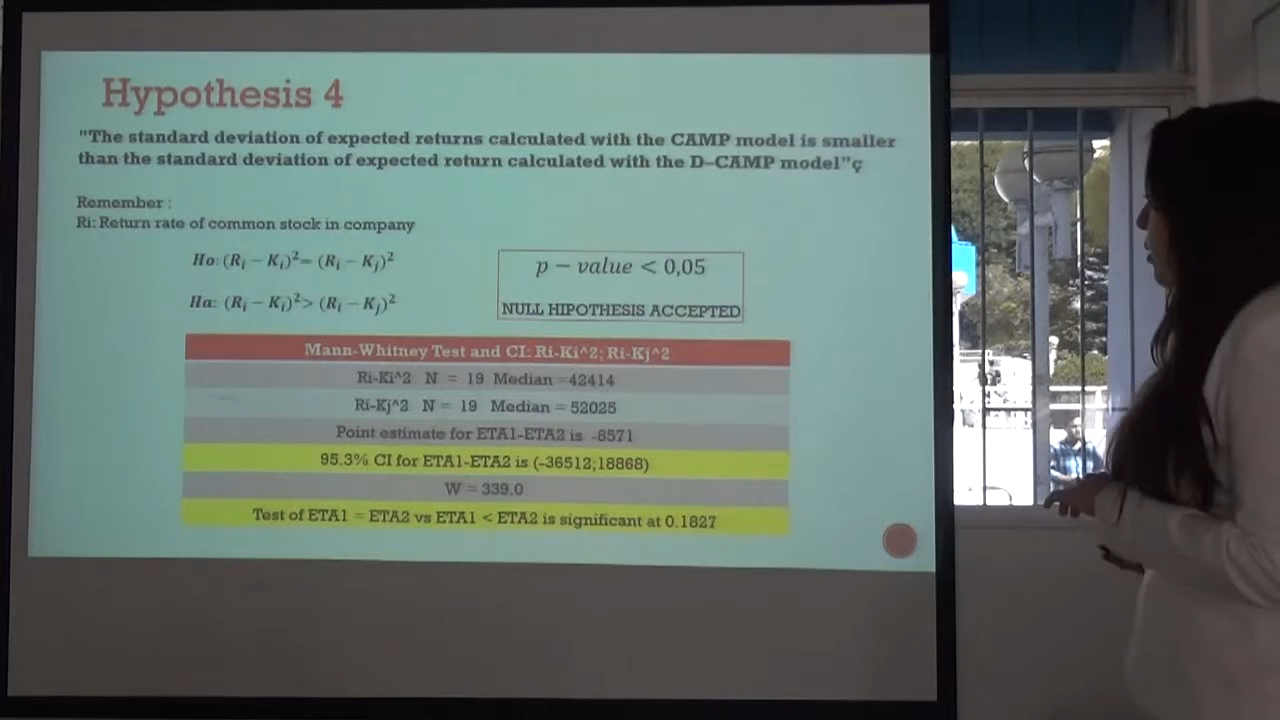 Hypothesis 4
"The standard deviation of expected returns calculated with the CAMP model is smaller
than the standard deviation of expected return calculated with the D–CAMP model"ç
Remember :
Ri: Return rate of common stock in company
Ho: (Ri − Ki)²= (Ri − Kj)²
Ha: (Ri − Ki)²> (Ri − Kj)²
p − value < 0,05
NULL HIPOTHESIS ACCEPTED
Mann-Whitney Test and CI: Ri-Ki^2; Ri-Kj^2
Ri-Ki^2 N = 19 Median =42414
Ri-Kj^2 N = 19 Median = 52025
Point estimate for ETA1-ETA2 is -8571
95.3% CI for ETA1-ETA2 is (-36512;18868)
W = 339.0
Test of ETA1 = ETA2 vs ETA1 < ETA2 is significant at 0.1827